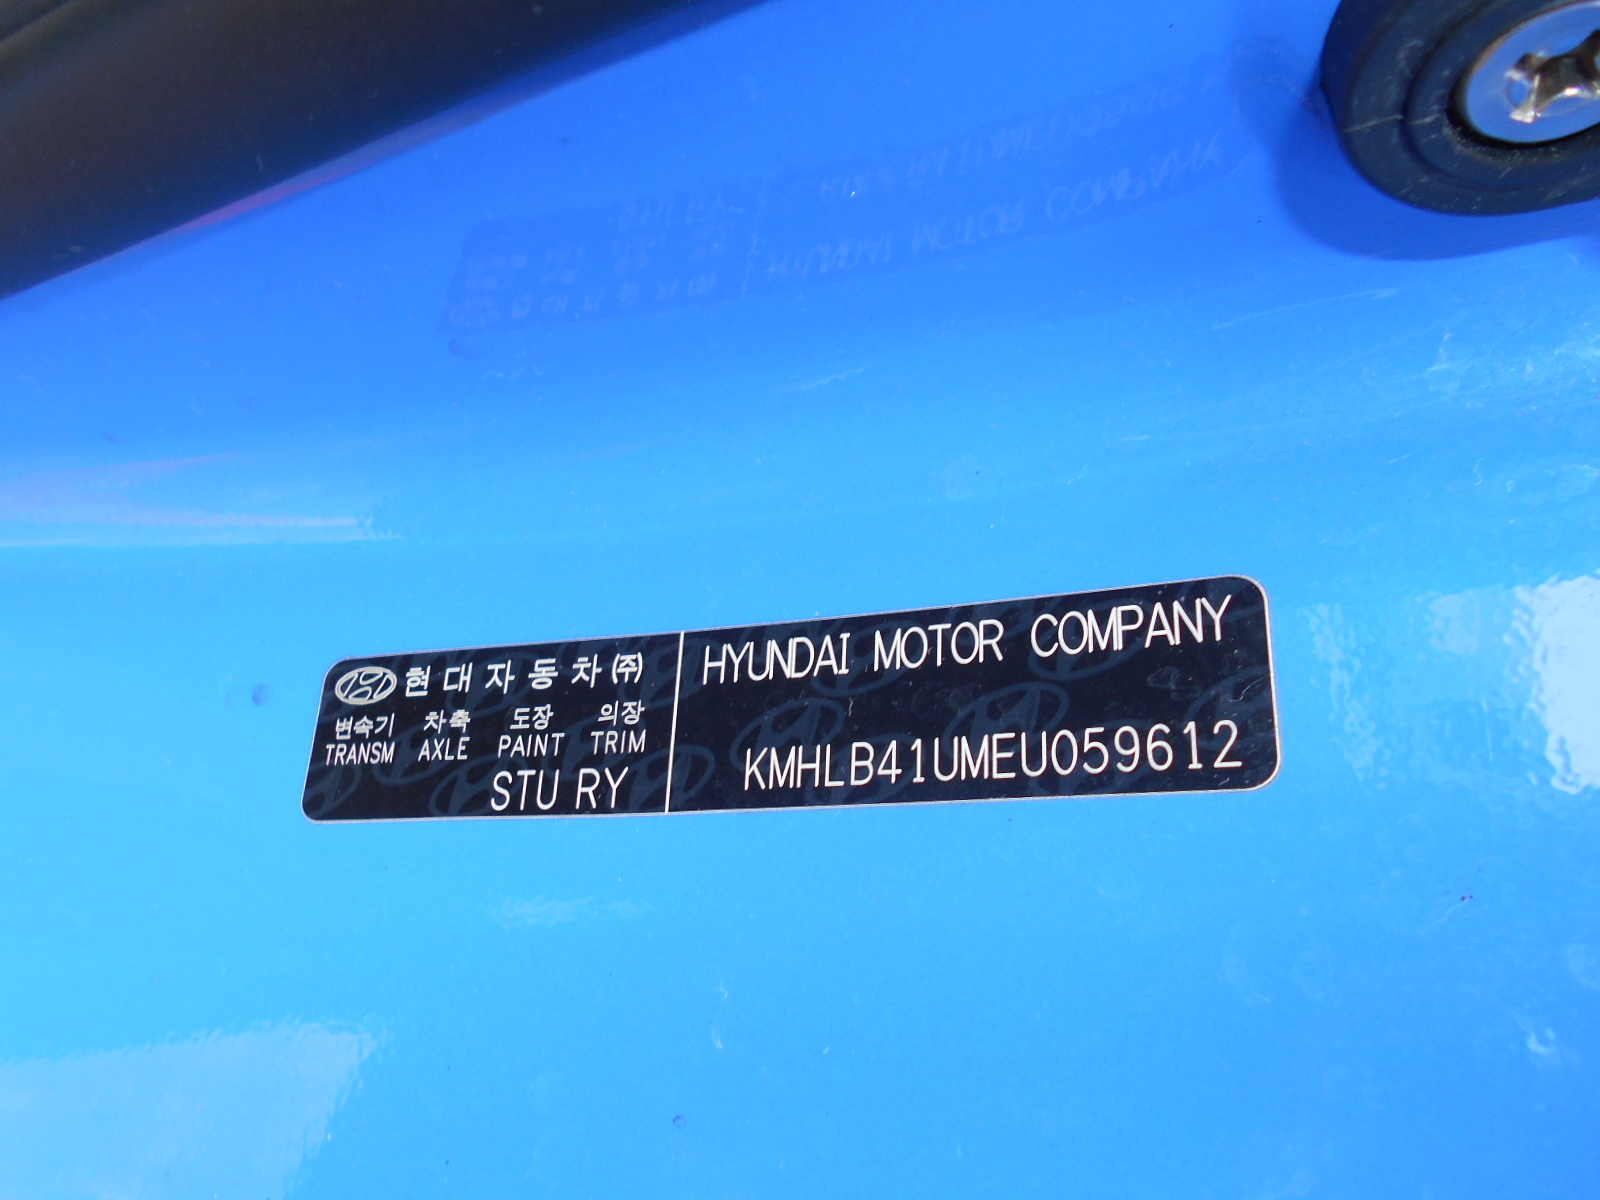 현대자동차(주)
변속기 차축 도장 의장
TRANSM AXLE PAINT TRIM
STU RY
HYUNDAI MOTOR COMPANY
KMHLB41UMEU059612